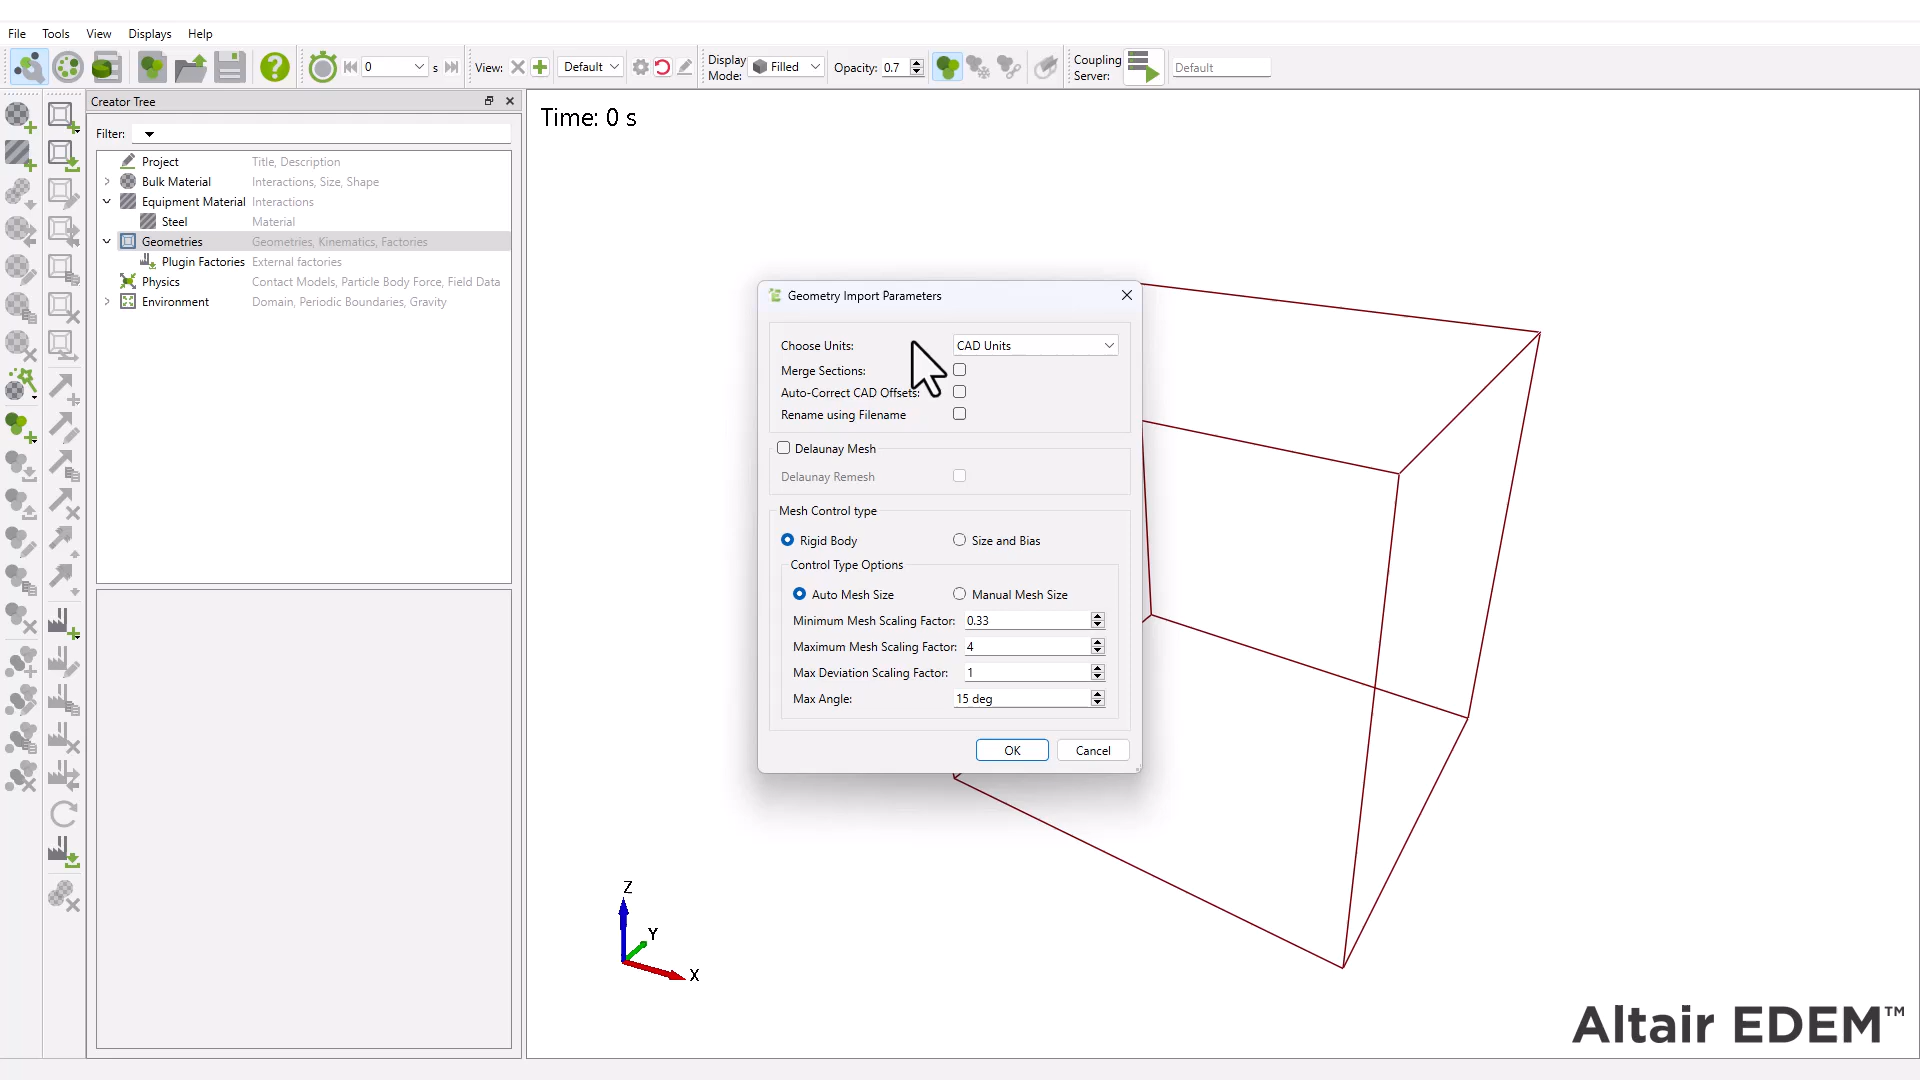 File Tools View Displays Help
0 s View: Default Display Mode: Filled Opacity: 0.7 Coupling Server: Default
Creator Tree
Filter:
Project Title, Description
Bulk Material Interactions, Size, Shape
Equipment Material Interactions
Steel Material
Geometries Geometries, Kinematics, Factories
Plugin Factories External factories
Physics Contact Models, Particle Body Force, Field Data
Environment Domain, Periodic Boundaries, Gravity
Time: 0 s
Geometry Import Parameters
Choose Units: CAD Units
Merge Sections:
Auto-Correct CAD Offsets:
Rename using Filename
Delaunay Mesh
Delaunay Remesh
Mesh Control type
Rigid Body Size and Bias
Control Type Options
Auto Mesh Size Manual Mesh Size
Minimum Mesh Scaling Factor: 0.33
Maximum Mesh Scaling Factor: 4
Max Deviation Scaling Factor: 1
Max Angle: 15 deg
OK Cancel
Z
Y
X
Altair EDEM™